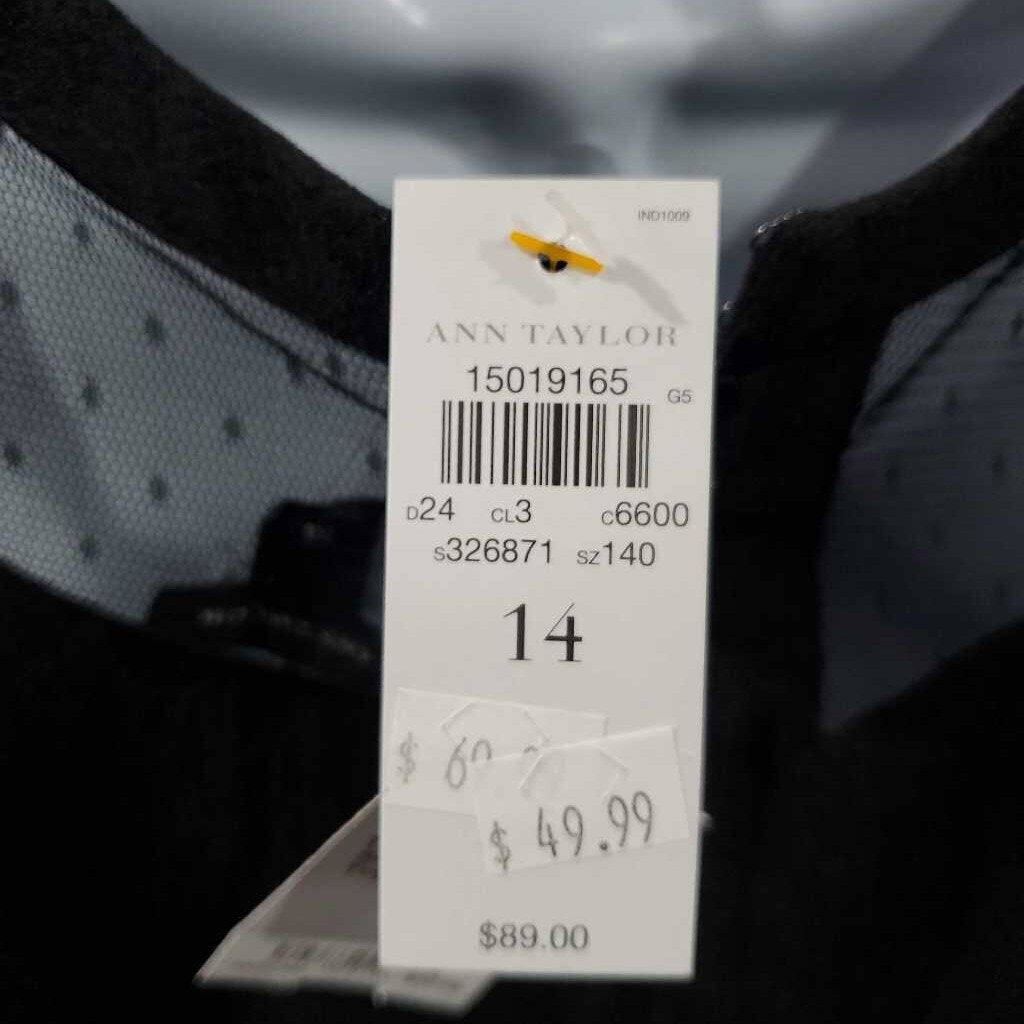 IND1009
ANN TAYLOR
15019165
G5
D24 CL3 C6600
S326871 SZ140
14
$
$ 49.99
$89.00